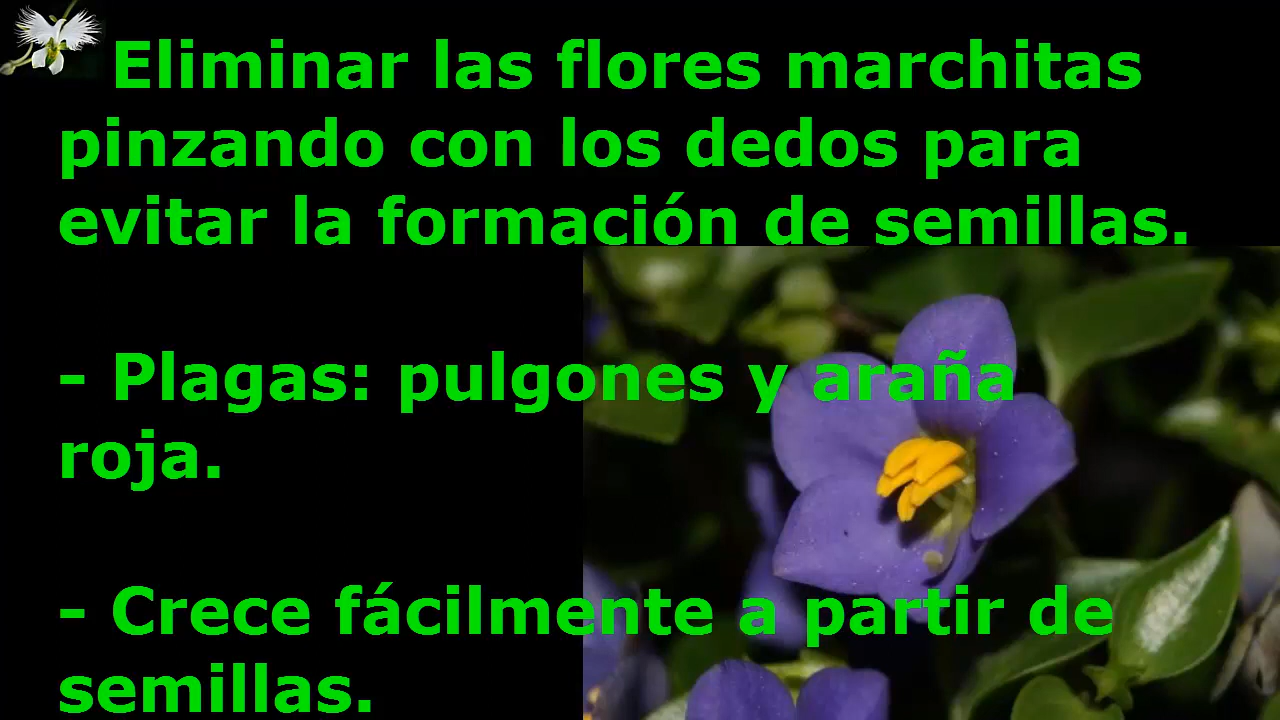 Eliminar las flores marchitas
pinzando con los dedos para
evitar la formación de semillas.
- Plagas: pulgones y araña
roja.
- Crece fácilmente a partir de
semillas.